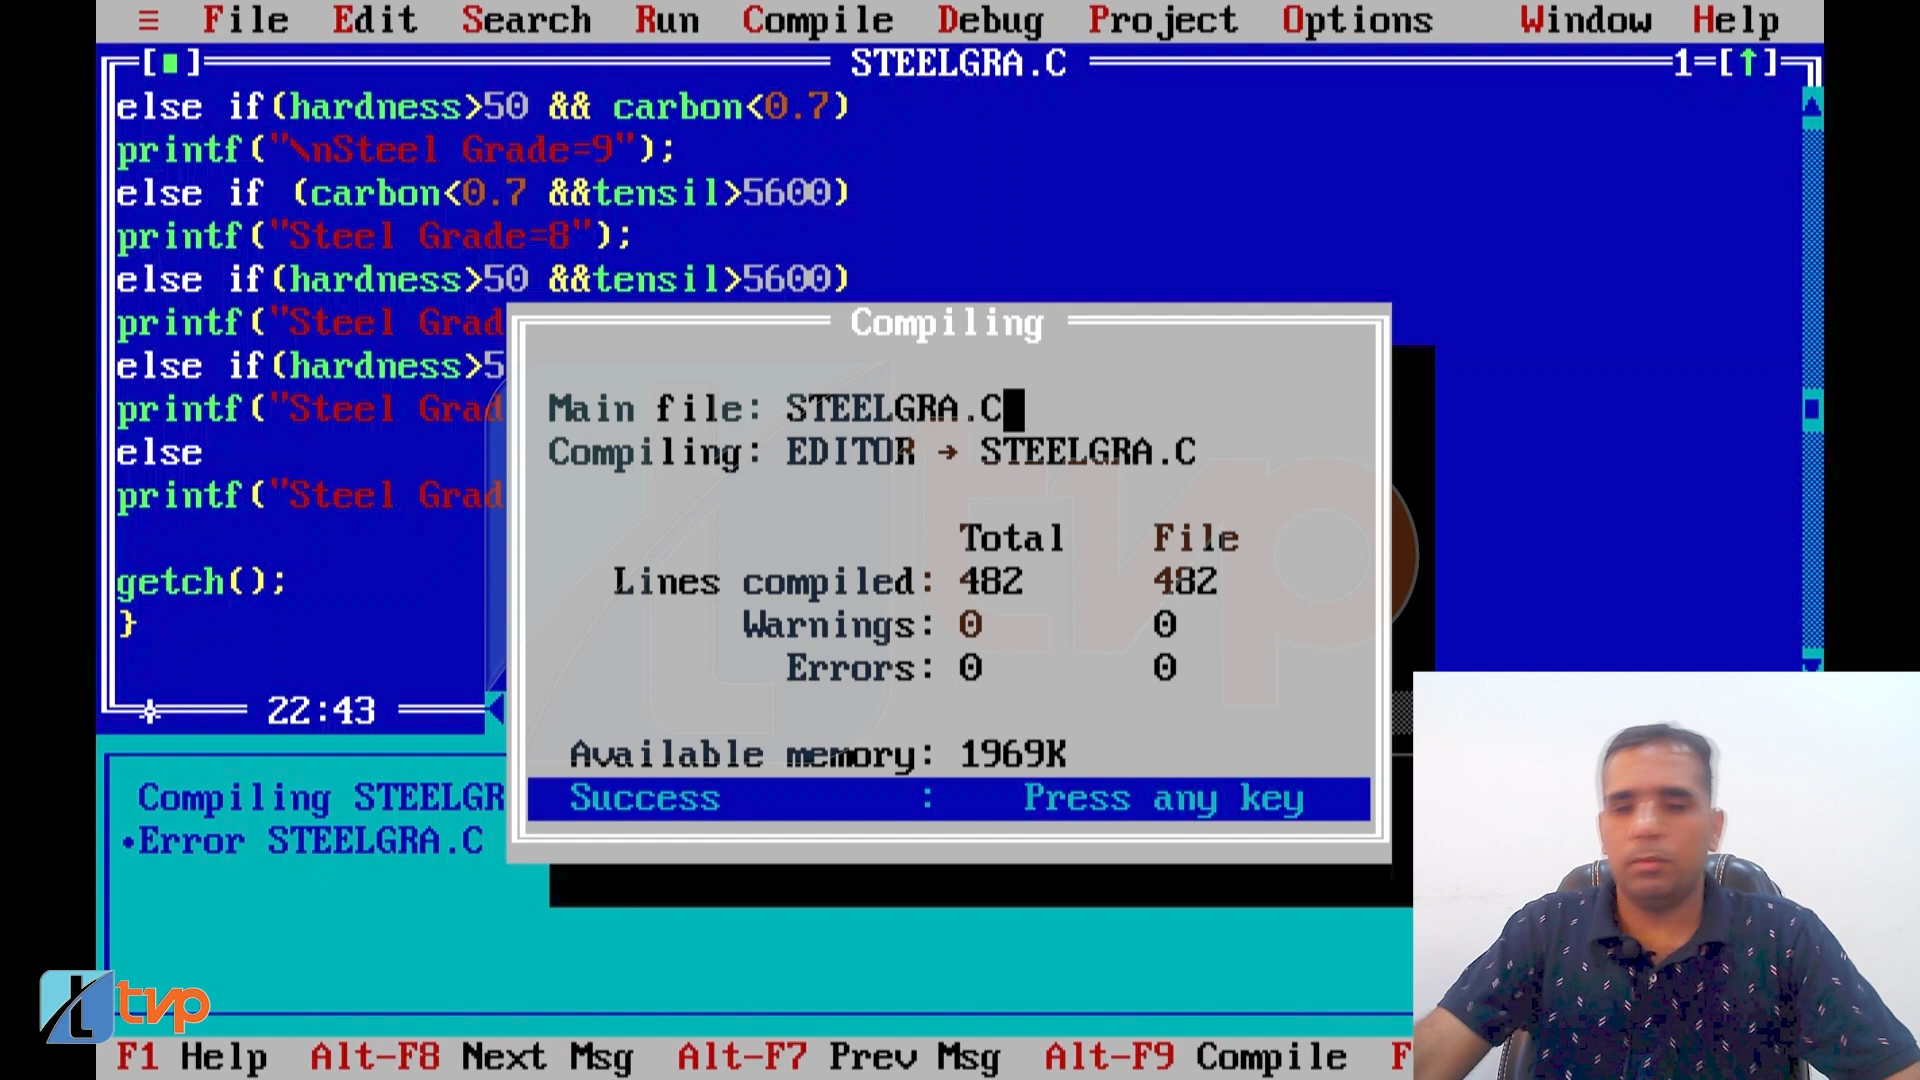 ≡ File Edit Search Run Compile Debug Project Options Window Help
[■] STEELGRA.C 1=[↑]
else if(hardness>50 && carbon<0.7)
printf("\nSteel Grade=9");
else if (carbon<0.7 &&tensil>5600)
printf("Steel Grade=8");
else if(hardness>50 &&tensil>5600)
printf("Steel Grad
else if(hardness>5
printf("Steel Grad
else
printf("Steel Grad
getch();
}
22:43
Compiling
Main file: STEELGRA.C
Compiling: EDITOR → STEELGRA.C
Total File
Lines compiled: 482 482
Warnings: 0 0
Errors: 0 0
Available memory: 1969K
Success : Press any key
Compiling STEELGR
•Error STEELGRA.C
tvp
F1 Help Alt-F8 Next Msg Alt-F7 Prev Msg Alt-F9 Compile F